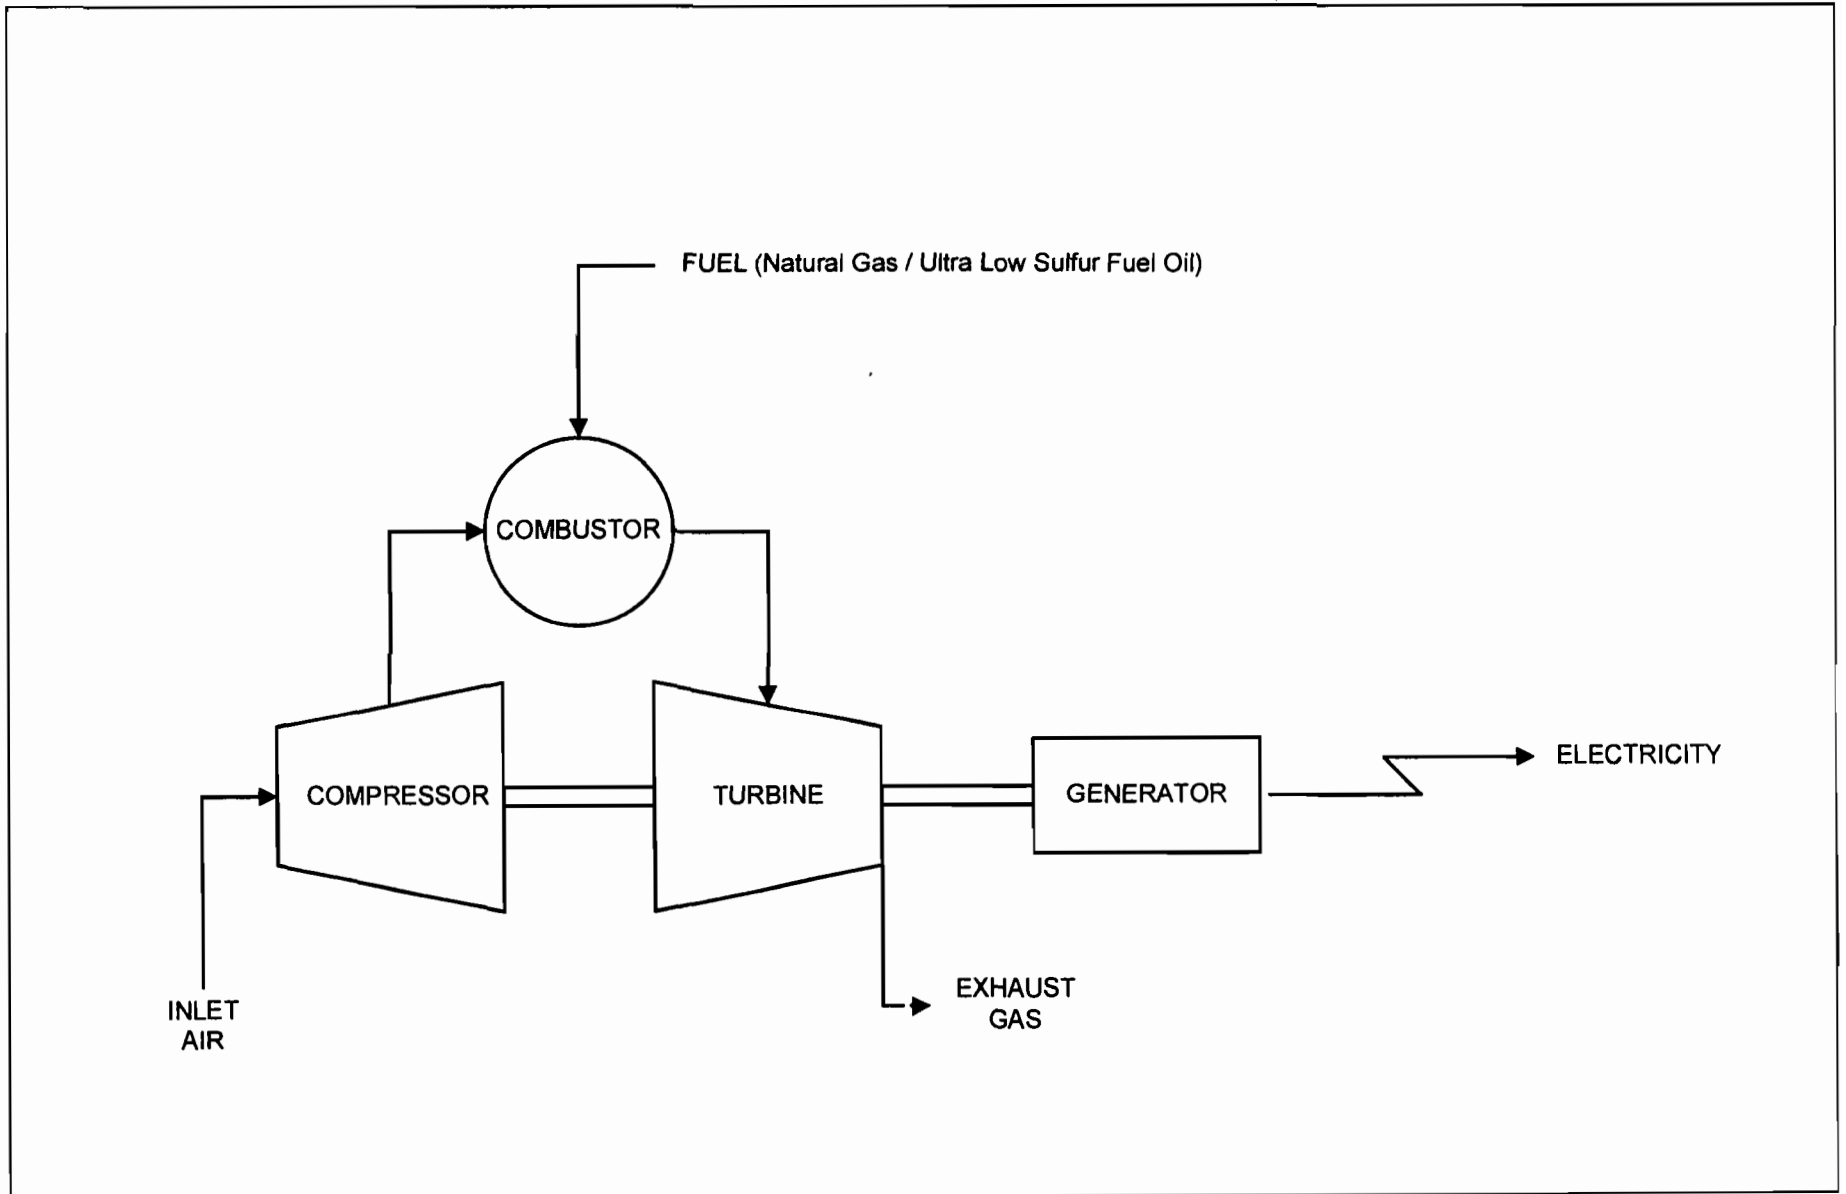 FUEL (Natural Gas / Ultra Low Sulfur Fuel Oil)
COMBUSTOR
COMPRESSOR
TURBINE
GENERATOR
ELECTRICITY
INLET
AIR
EXHAUST
GAS